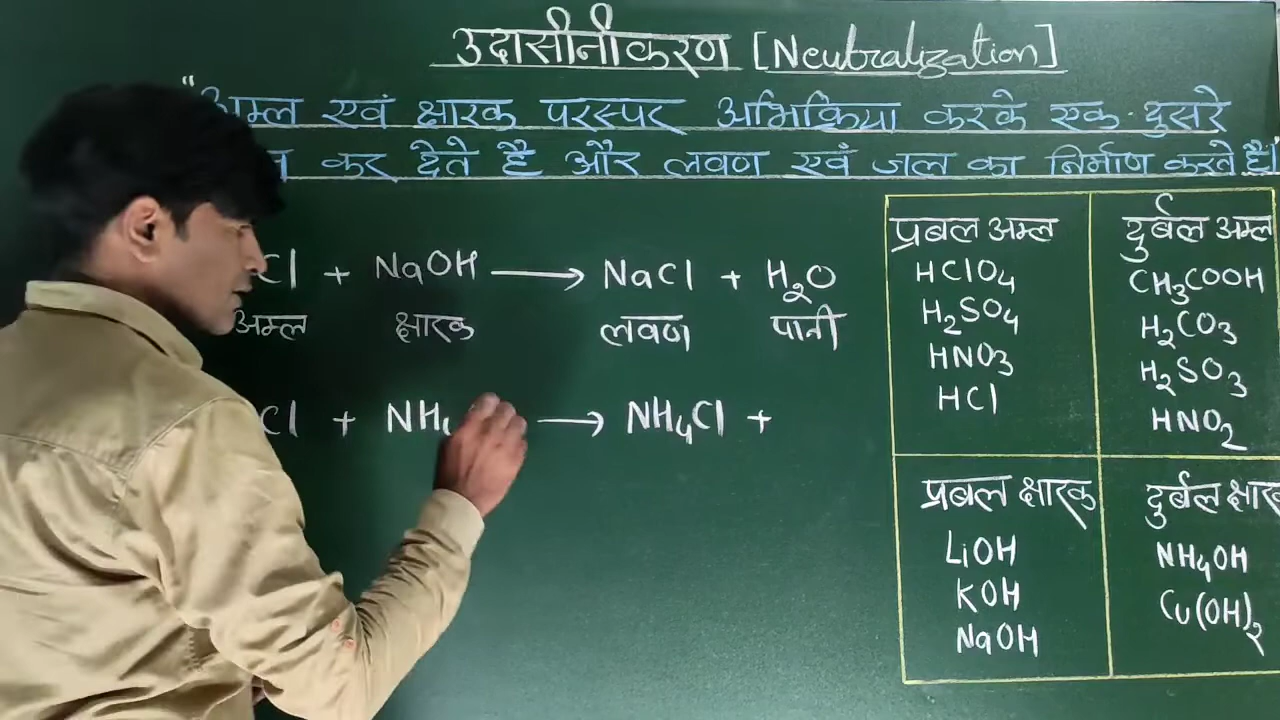 उदासीनीकरण [Neutralization]
"अम्ल एवं क्षारक परस्पर अभिक्रिया करके एक-दुसरे
कर देते है और लवण एवं जल का निर्माण करते है।"
Cl + NaOH ⟶ NaCl + H₂O
अम्ल क्षारक लवण पानी
Cl + NH₄ ⟶ NH₄Cl +
प्रबल अम्ल
HClO₄
H₂SO₄
HNO₃
HCl
दुर्बल अम्ल
CH₃COOH
H₂CO₃
H₂SO₃
HNO₂
प्रबल क्षारक
LiOH
KOH
NaOH
दुर्बल क्षारक
NH₄OH
Cu(OH)₂